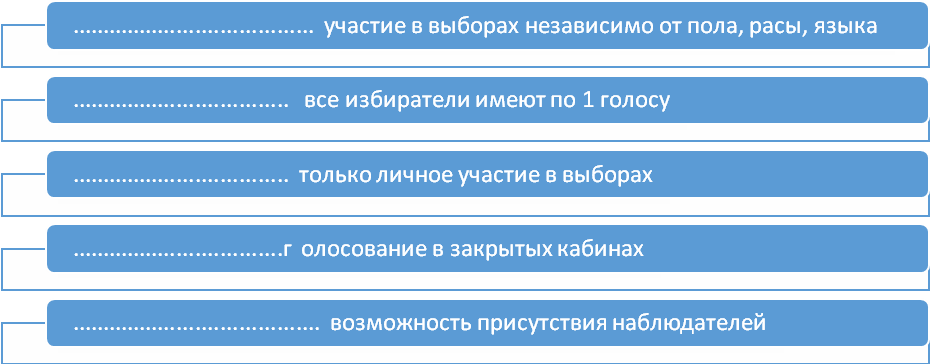 ........................................ участие в выборах независимо от пола, расы, языка
.................................... все избиратели имеют по 1 голосу
.................................... только личное участие в выборах
...................................г олосование в закрытых кабинах
......................................... возможность присутствия наблюдателей